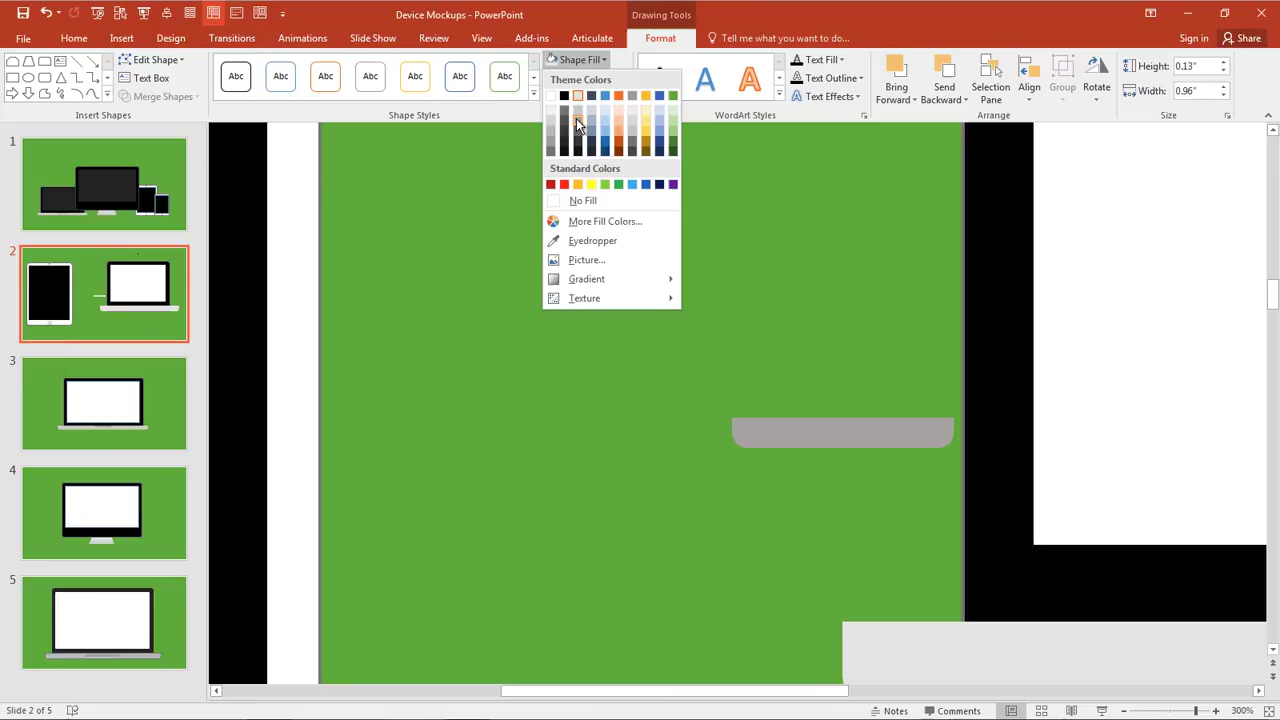 Device Mockups - PowerPoint
Drawing Tools
File
Home
Insert
Design
Transitions
Animations
Slide Show
Review
View
Add-ins
Articulate
Format
Tell me what you want to do...
Sign in
Share
Edit Shape
Text Box
Merge Shapes
Insert Shapes
Abc
Abc
Abc
Abc
Abc
Abc
Abc
Shape Styles
Shape Fill
A
A
Text Fill
Text Outline
Text Effects
WordArt Styles
Bring Forward
Send Backward
Selection Pane
Align
Group
Rotate
Arrange
Height:
0.13"
Width:
0.96"
Size
Theme Colors
Standard Colors
No Fill
More Fill Colors...
Eyedropper
Picture...
Gradient
Texture
1
2
3
4
5
Slide 2 of 5
Notes
Comments
300%